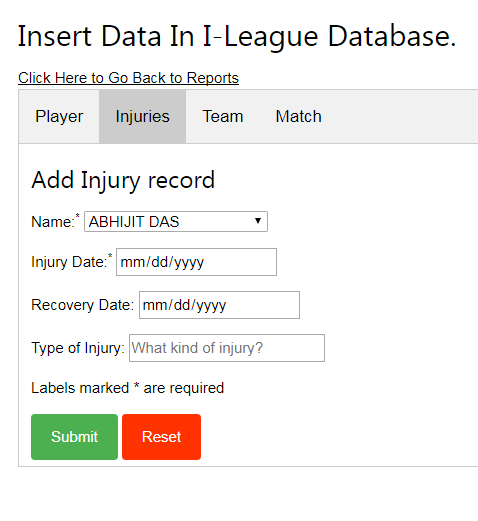 Insert Data In I-League Database.
Click Here to Go Back to Reports
Player Injuries Team Match
Add Injury record
Name:* ABHIJIT DAS
Injury Date:* mm/dd/yyyy
Recovery Date: mm/dd/yyyy
Type of Injury: What kind of injury?
Labels marked * are required
Submit Reset